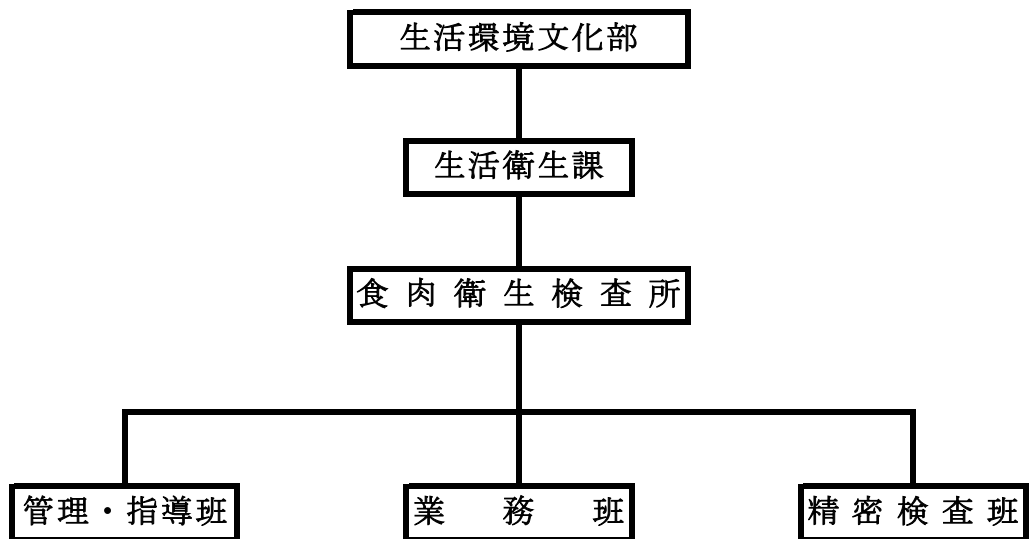 生活環境文化部
生活衛生課
食肉衛生検査所
管理・指導班
業務班
精密検査班